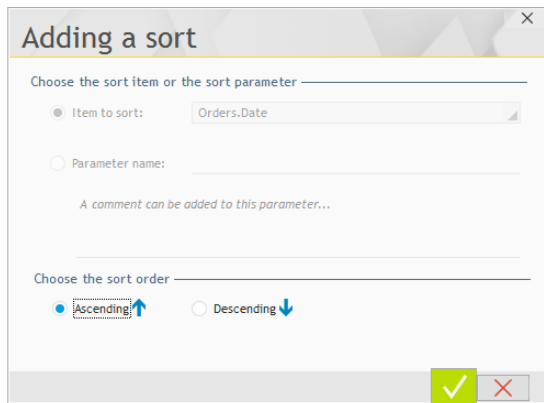 Adding a sort
Choose the sort item or the sort parameter
Item to sort: Orders.Date
Parameter name:
A comment can be added to this parameter...
Choose the sort order
Ascending Descending